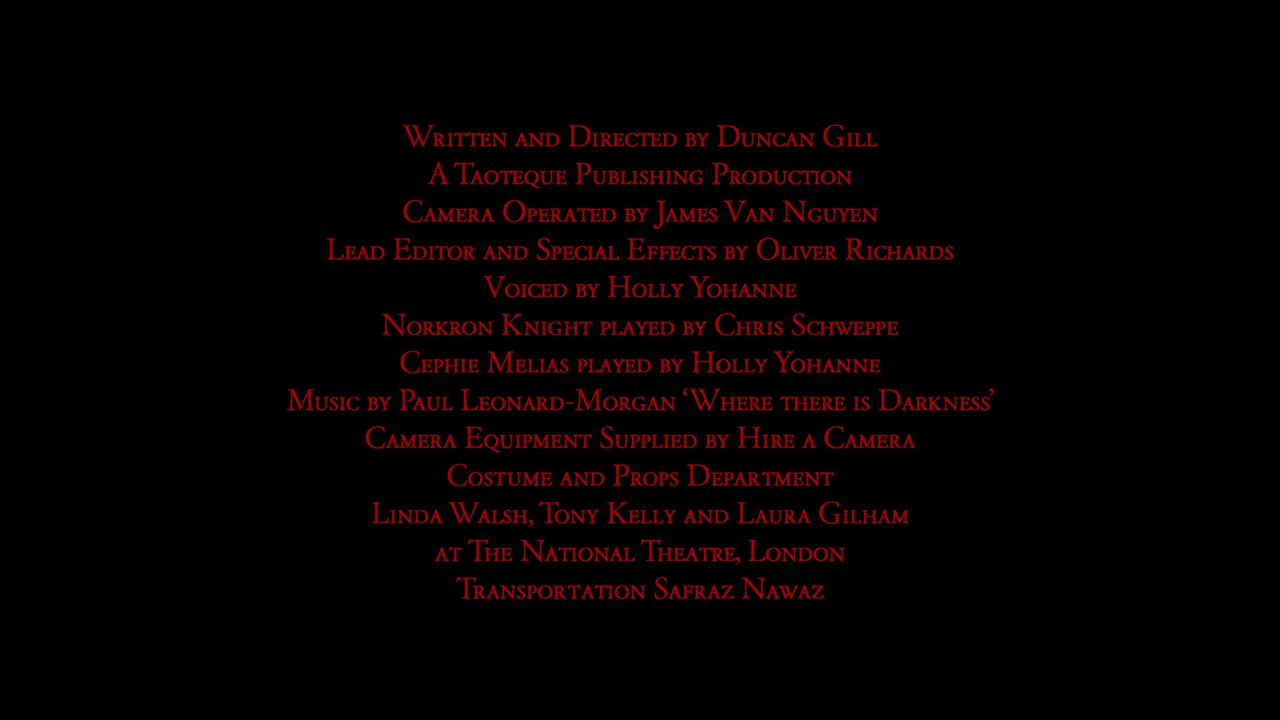 Written and Directed by Duncan Gill
A Taoteque Publishing Production
Camera Operated by James Van Nguyen
Lead Editor and Special Effects by Oliver Richards
Voiced by Holly Yohanne
Norkron Knight played by Chris Schweppe
Cephie Melias played by Holly Yohanne
Music by Paul Leonard-Morgan ‘Where there is Darkness’
Camera Equipment Supplied by Hire a Camera
Costume and Props Department
Linda Walsh, Tony Kelly and Laura Gilham
at The National Theatre, London
Transportation Safraz Nawaz